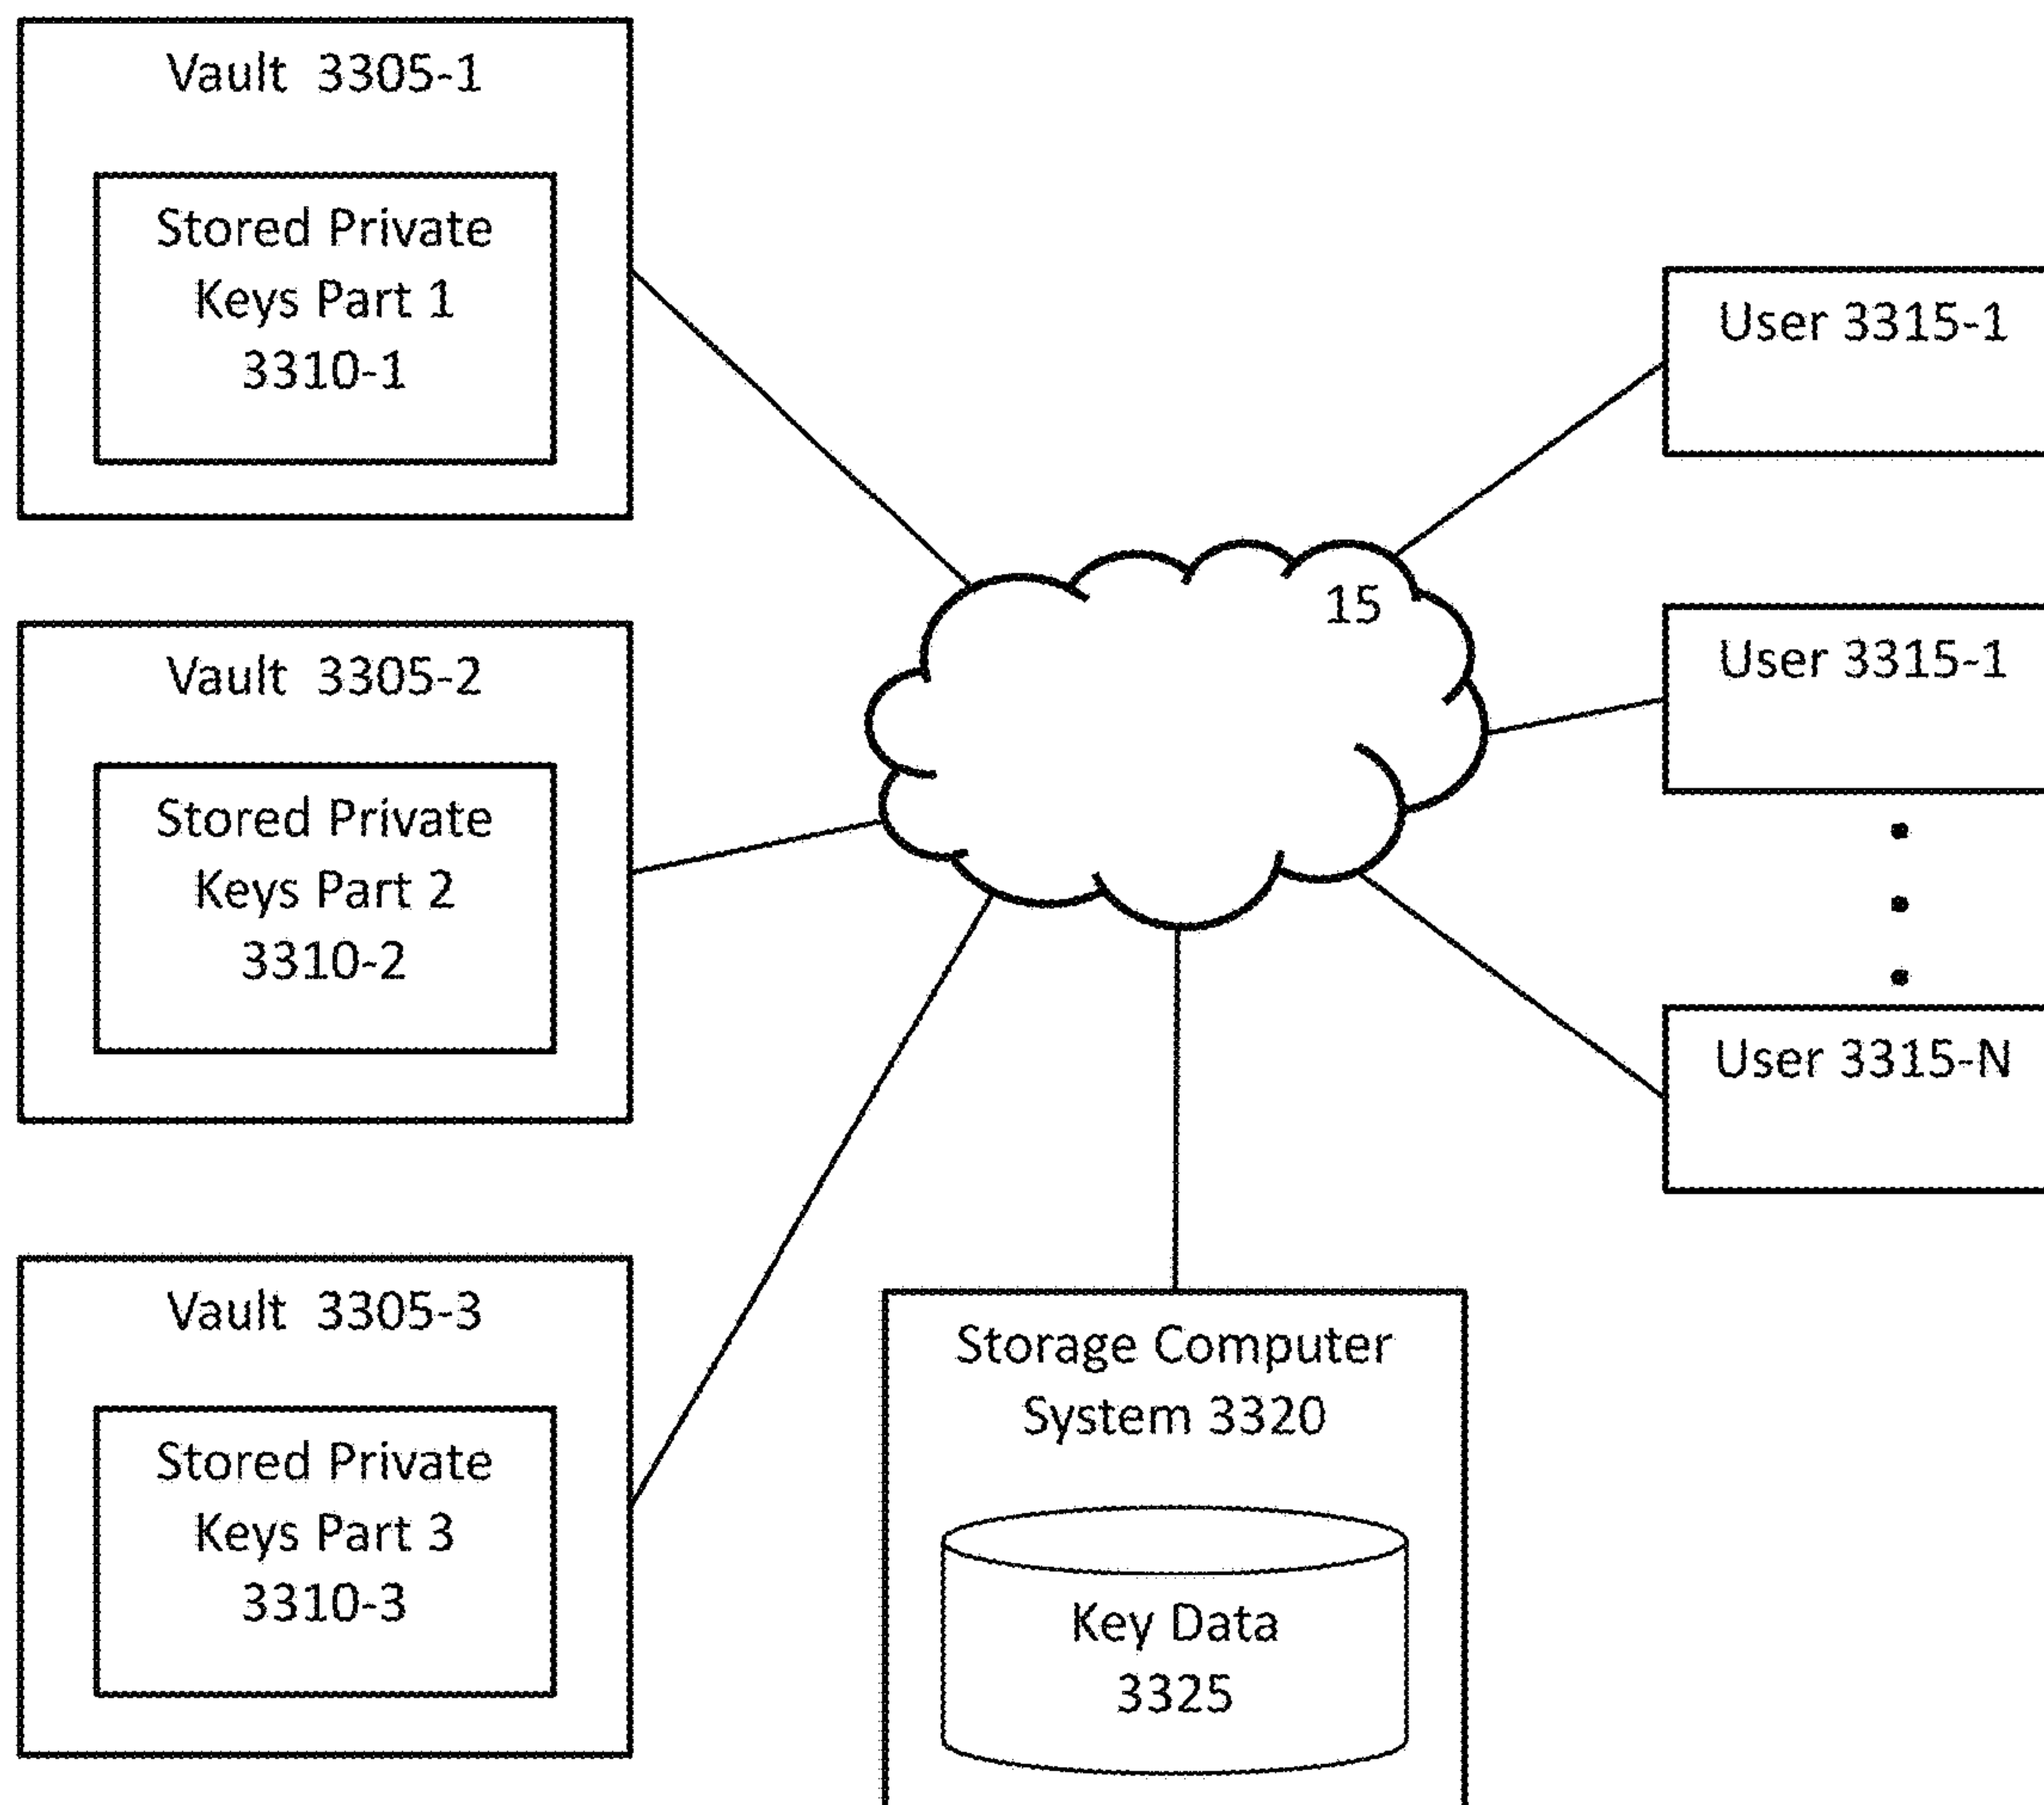 Vault 3305-1
Stored Private
Keys Part 1
3310-1
Vault 3305-2
Stored Private
Keys Part 2
3310-2
Vault 3305-3
Stored Private
Keys Part 3
3310-3
15
User 3315-1
User 3315-1
User 3315-N
Storage Computer
System 3320
Key Data
3325